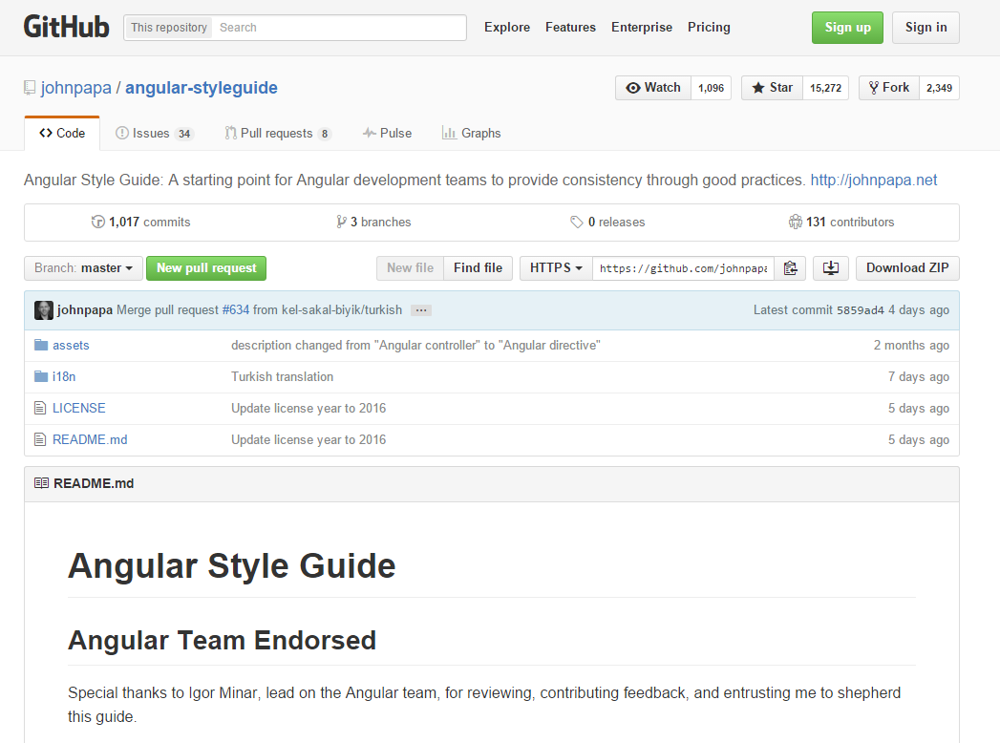 GitHub This repository Search Explore Features Enterprise Pricing Sign up Sign in
johnpapa / angular-styleguide Watch 1,096 Star 15,272 Fork 2,349
Code Issues 34 Pull requests 8 Pulse Graphs
Angular Style Guide: A starting point for Angular development teams to provide consistency through good practices. http://johnpapa.net
1,017 commits 3 branches 0 releases 131 contributors
Branch: master New pull request New file Find file HTTPS https://github.com/johnpapa Download ZIP
johnpapa Merge pull request #634 from kel-sakal-biyik/turkish ... Latest commit 5859ad4 4 days ago
assets description changed from "Angular controller" to "Angular directive" 2 months ago
i18n Turkish translation 7 days ago
LICENSE Update license year to 2016 5 days ago
README.md Update license year to 2016 5 days ago
README.md
Angular Style Guide
Angular Team Endorsed
Special thanks to Igor Minar, lead on the Angular team, for reviewing, contributing feedback, and entrusting me to shepherd
this guide.